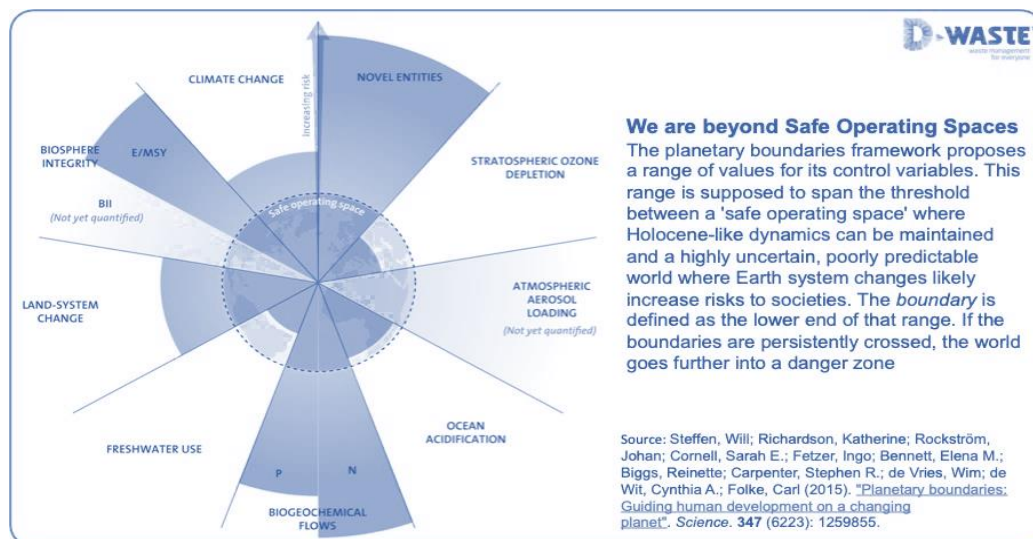 D-WASTE
waste management
for everyone
CLIMATE CHANGE
Increasing risk
NOVEL ENTITIES
BIOSPHERE
INTEGRITY
E/MSY
STRATOSPHERIC OZONE
DEPLETION
BII
(Not yet quantified)
Safe operating space
LAND-SYSTEM
CHANGE
ATMOSPHERIC
AEROSOL
LOADING
(Not yet quantified)
FRESHWATER USE
OCEAN
ACIDIFICATION
P
N
BIOGEOCHEMICAL
FLOWS
We are beyond Safe Operating Spaces
The planetary boundaries framework proposes
a range of values for its control variables. This
range is supposed to span the threshold
between a 'safe operating space' where
Holocene-like dynamics can be maintained
and a highly uncertain, poorly predictable
world where Earth system changes likely
increase risks to societies. The boundary is
defined as the lower end of that range. If the
boundaries are persistently crossed, the world
goes further into a danger zone
Source: Steffen, Will; Richardson, Katherine; Rockström,
Johan; Cornell, Sarah E.; Fetzer, Ingo; Bennett, Elena M.;
Biggs, Reinette; Carpenter, Stephen R.; de Vries, Wim; de
Wit, Cynthia A.; Folke, Carl (2015). "Planetary boundaries:
Guiding human development on a changing
planet". Science. 347 (6223): 1259855.